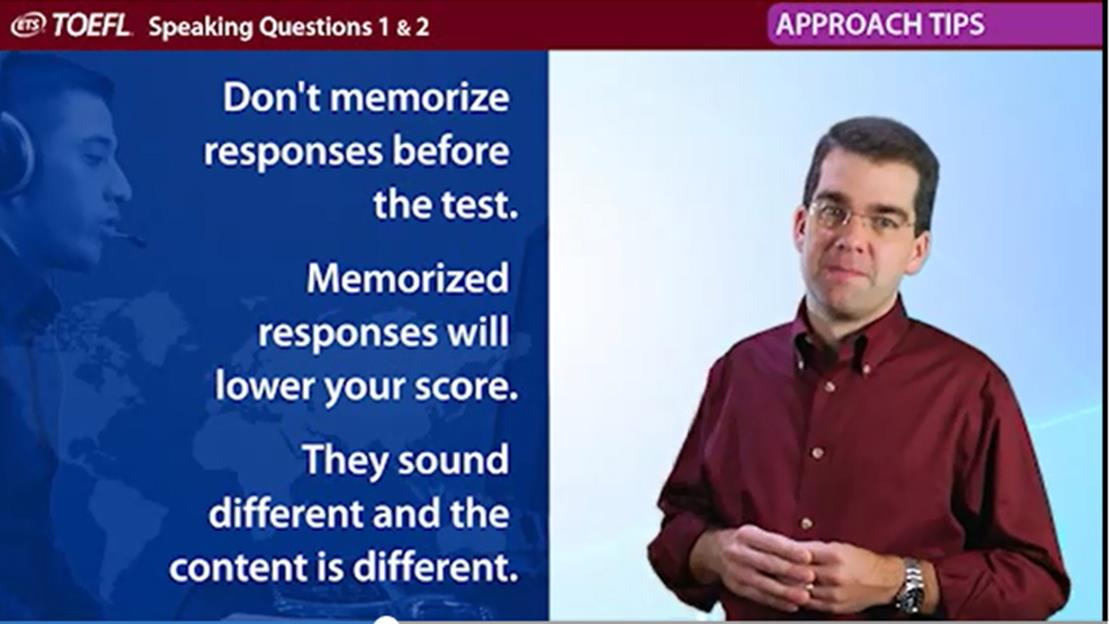 ETS TOEFL Speaking Questions 1 & 2
APPROACH TIPS
Don't memorize
responses before
the test.
Memorized
responses will
lower your score.
They sound
different and the
content is different.